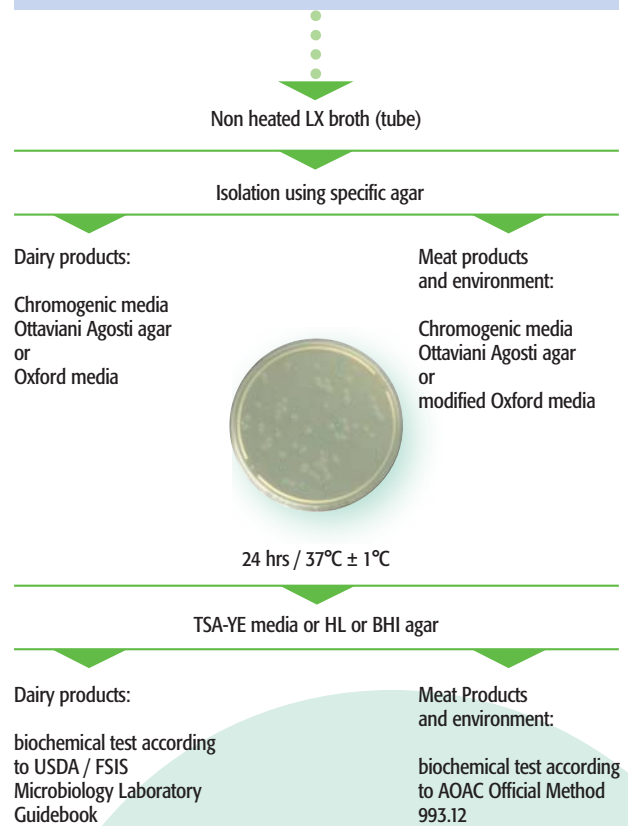 Non heated LX broth (tube)
Isolation using specific agar
Dairy products:
Chromogenic media
Ottaviani Agosti agar
or
Oxford media
Meat products
and environment:
Chromogenic media
Ottaviani Agosti agar
or
modified Oxford media
24 hrs / 37°C ± 1°C
TSA-YE media or HL or BHI agar
Dairy products:
biochemical test according
to USDA / FSIS
Microbiology Laboratory
Guidebook
Meat Products
and environment:
biochemical test according
to AOAC Official Method
993.12